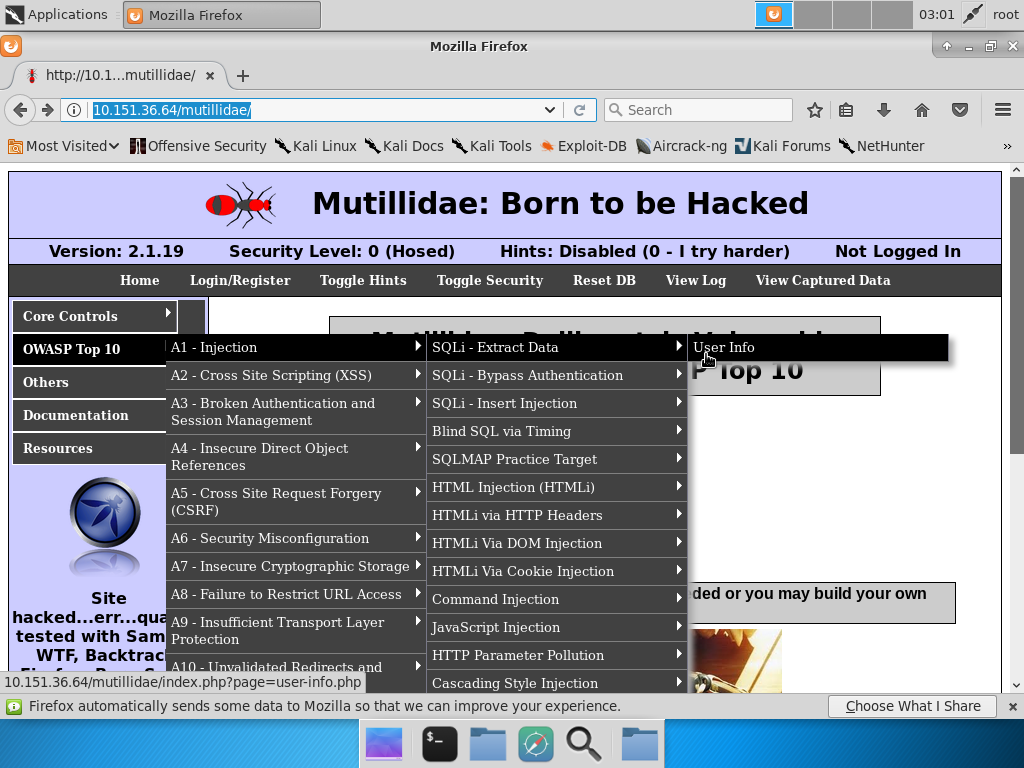 Applications
Mozilla Firefox
03:01
root
Mozilla Firefox
http://10.1...mutillidae/
10.151.36.64/mutillidae/
Search
Most Visited
Offensive Security
Kali Linux
Kali Docs
Kali Tools
Exploit-DB
Aircrack-ng
Kali Forums
NetHunter
»
Mutillidae: Born to be Hacked
Version: 2.1.19
Security Level: 0 (Hosed)
Hints: Disabled (0 - I try harder)
Not Logged In
Home
Login/Register
Toggle Hints
Toggle Security
Reset DB
View Log
View Captured Data
Core Controls
OWASP Top 10
Others
Documentation
Resources
A1 - Injection
A2 - Cross Site Scripting (XSS)
A3 - Broken Authentication and
Session Management
A4 - Insecure Direct Object
References
A5 - Cross Site Request Forgery
(CSRF)
A6 - Security Misconfiguration
A7 - Insecure Cryptographic Storage
A8 - Failure to Restrict URL Access
A9 - Insufficient Transport Layer
Protection
A10 - Unvalidated Redirects and
SQLi - Extract Data
SQLi - Bypass Authentication
SQLi - Insert Injection
Blind SQL via Timing
SQLMAP Practice Target
HTML Injection (HTMLi)
HTMLi via HTTP Headers
HTMLi Via DOM Injection
HTMLi Via Cookie Injection
Command Injection
JavaScript Injection
HTTP Parameter Pollution
Cascading Style Injection
User Info
P Top 10
ded or you may build your own
Site
hacked...err...qua
tested with Sam
WTF, Backtrac
10.151.36.64/mutillidae/index.php?page=user-info.php
Firefox automatically sends some data to Mozilla so that we can improve your experience.
Choose What I Share